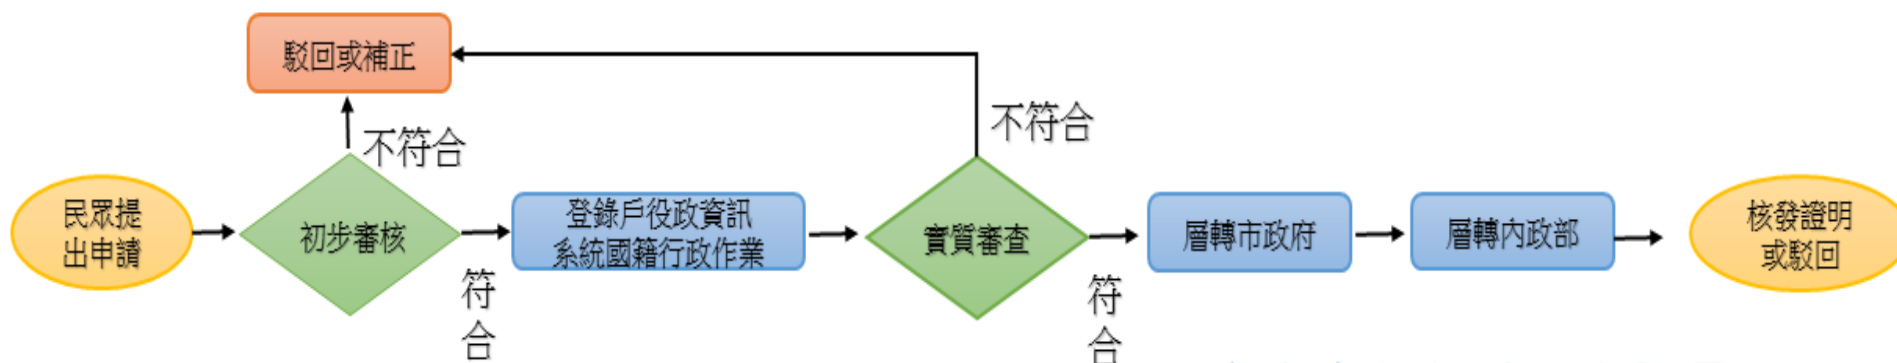 駁回或補正
不符合
不符合
民眾提
出申請
初步審核
符
合
登錄戶役政資訊
系統國籍行政作業
實質審查
符
合
層轉市政府
層轉內政部
核發證明
或駁回